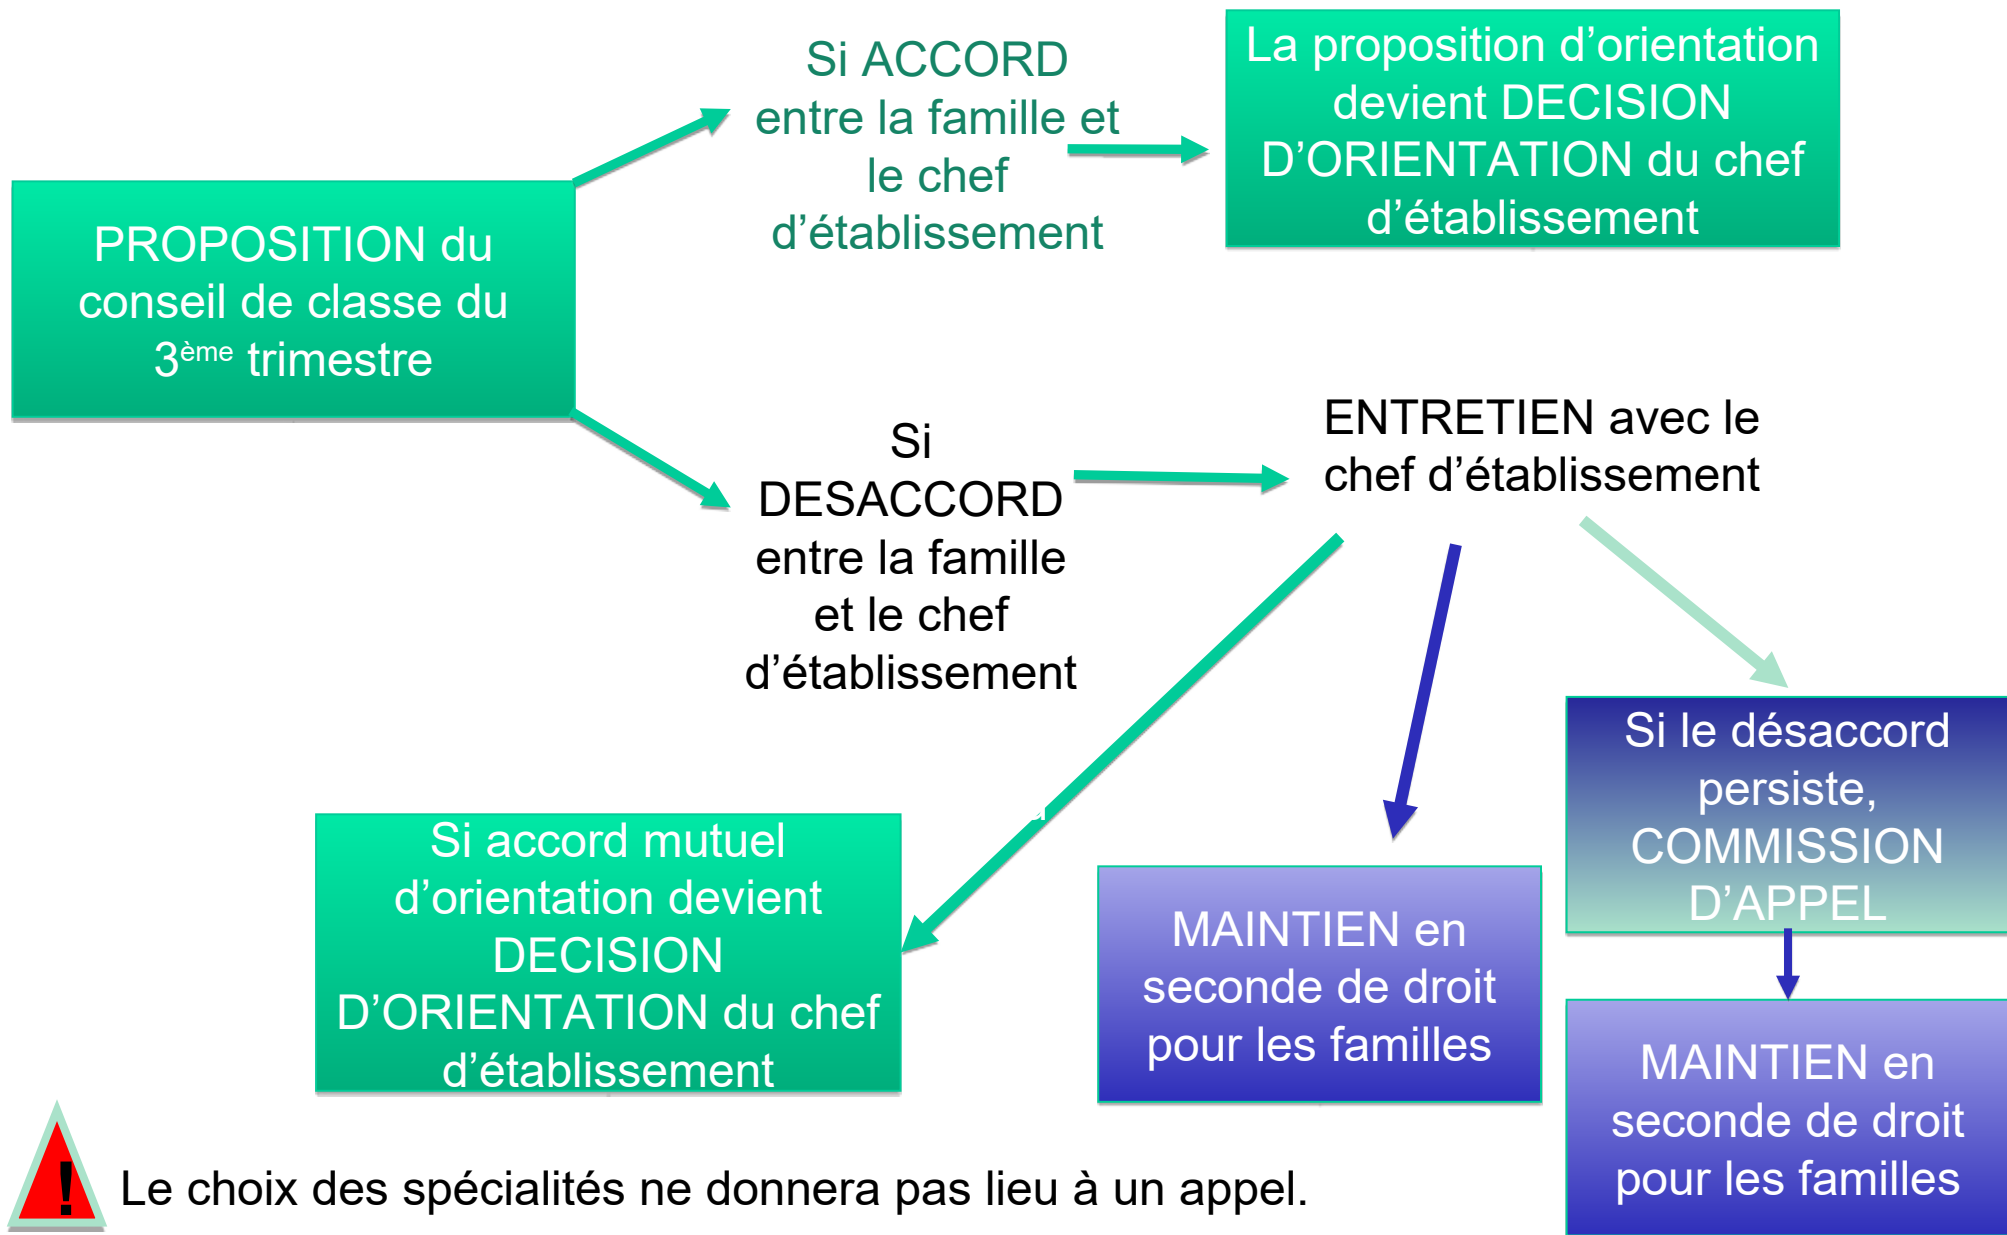 Si ACCORD
entre la famille et
le chef
d’établissement
La proposition d’orientation
devient DECISION
D’ORIENTATION du chef
d’établissement
PROPOSITION du
conseil de classe du
3ème trimestre
Si
DESACCORD
entre la famille
et le chef
d’établissement
ENTRETIEN avec le
chef d’établissement
Si le désaccord
persiste,
COMMISSION
D’APPEL
Si accord mutuel
d’orientation devient
DECISION
D’ORIENTATION du chef
d’établissement
MAINTIEN en
seconde de droit
pour les familles
MAINTIEN en
seconde de droit
pour les familles
! Le choix des spécialités ne donnera pas lieu à un appel.